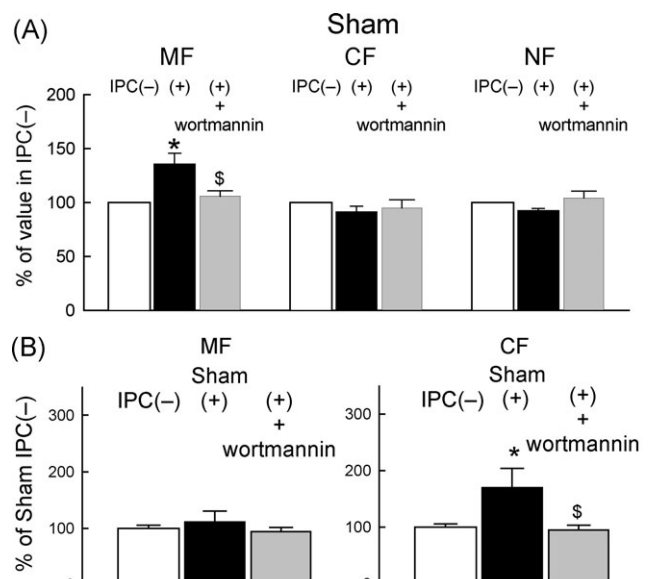 (A)
Sham
MF CF NF
IPC(–) (+) (+) IPC(–) (+) (+) IPC(–) (+) (+)
+ + +
wortmannin wortmannin wortmannin
% of value in IPC(–)
200
150
100
50
0
* $
(B)
MF CF
Sham Sham
IPC(–) (+) (+) IPC(–) (+) (+)
+ +
wortmannin wortmannin
% of Sham IPC(–)
300 300
200 200
100 100
* $